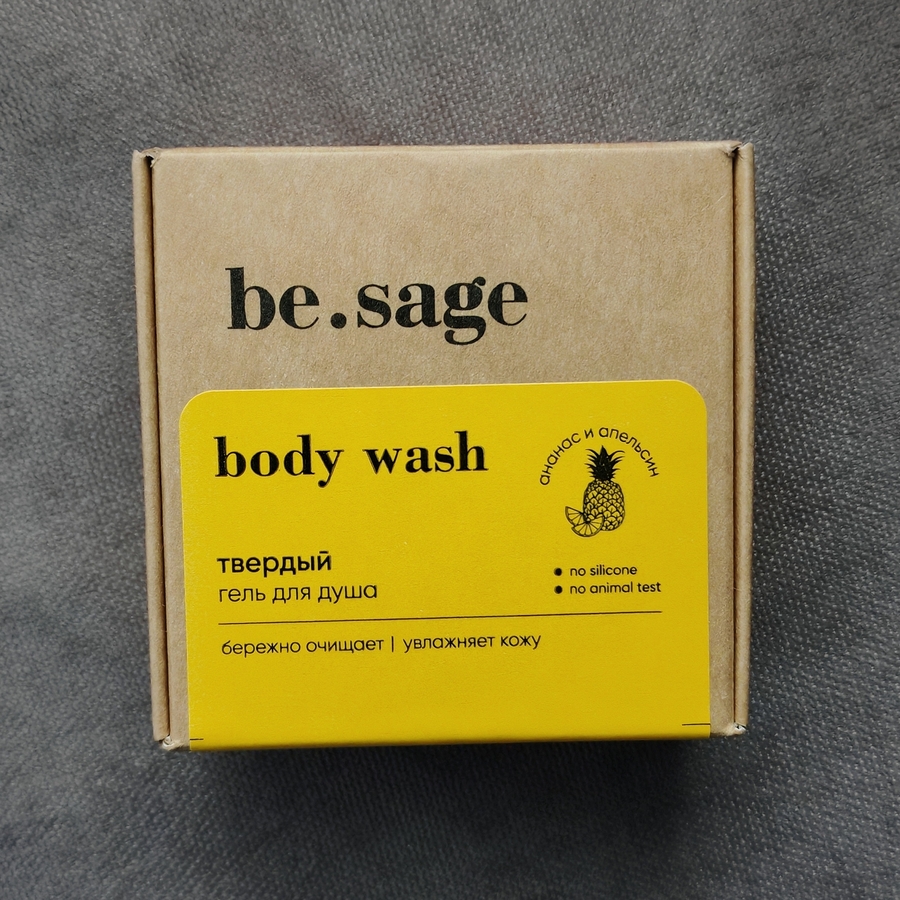 be.sage
body wash
ананас и апельсин
твердый
гель для душа
• no silicone
• no animal test
бережно очищает | увлажняет кожу